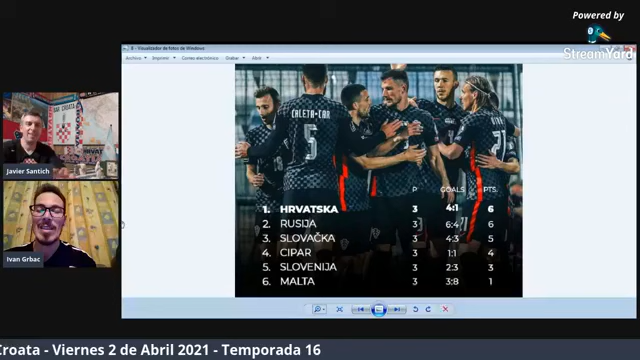 Powered by
StreamYard
8 - Visualizador de fotos de Windows
Archivo Imprimir Correo electrónico Grabar Abrir
BAR CROATA
Javier Santich
Ivan Grbac
ĆALETA-CAR
5
21
P GOALS PTS.
1. HRVATSKA 3 4:1 6
2. RUSIJA 3 6:4 6
3. SLOVAČKA 3 4:3 5
4. CIPAR 3 1:1 4
5. SLOVENIJA 3 2:3 3
6. MALTA 3 3:8 1
Croata - Viernes 2 de Abril 2021 - Temporada 16